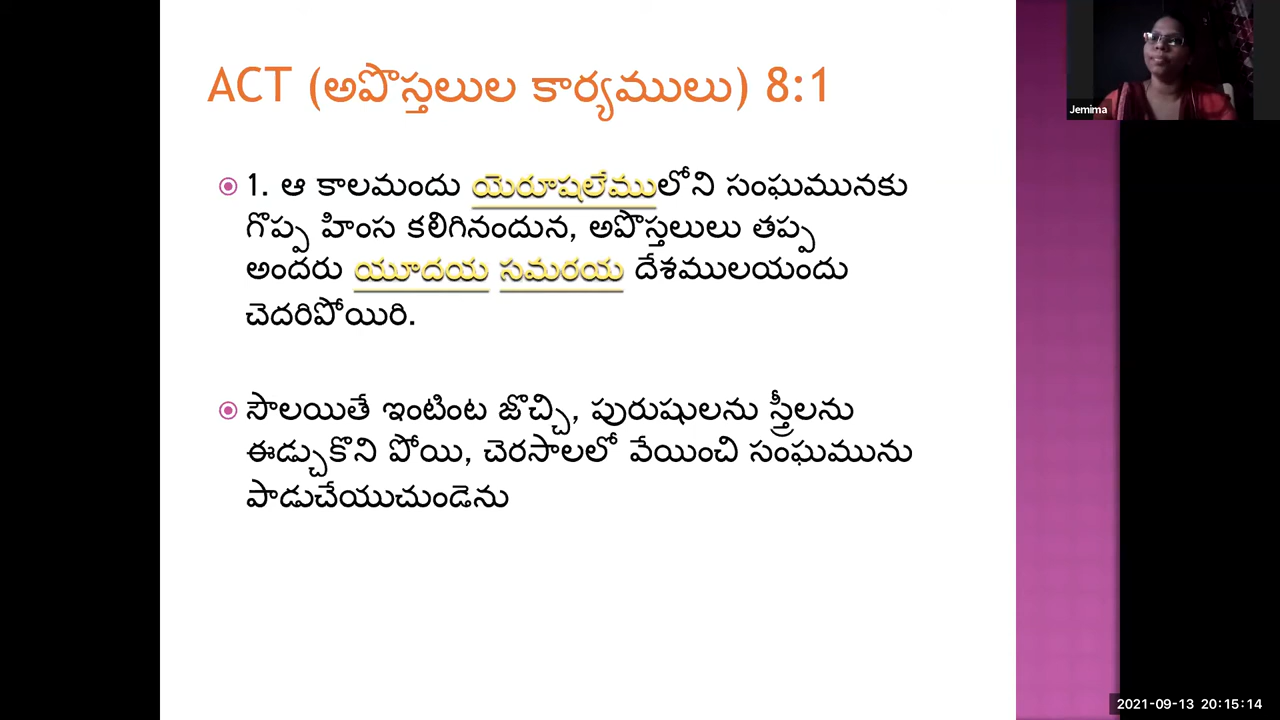 ACT (అపొస్తలుల కార్యములు) 8:1
Jemima
1. ఆ కాలమందు యెరూషలేములోని సంఘమునకు
గొప్ప హింస కలిగినందున, అపొస్తలులు తప్ప
అందరు యూదయ సమరయ దేశములయందు
చెదరిపోయిరి.
సౌలయితే ఇంటింట జొచ్చి, పురుషులను స్త్రీలను
ఈడ్చుకొని పోయి, చెరసాలలో వేయించి సంఘమును
పాడుచేయుచుండెను
2021-09-13 20:15:14